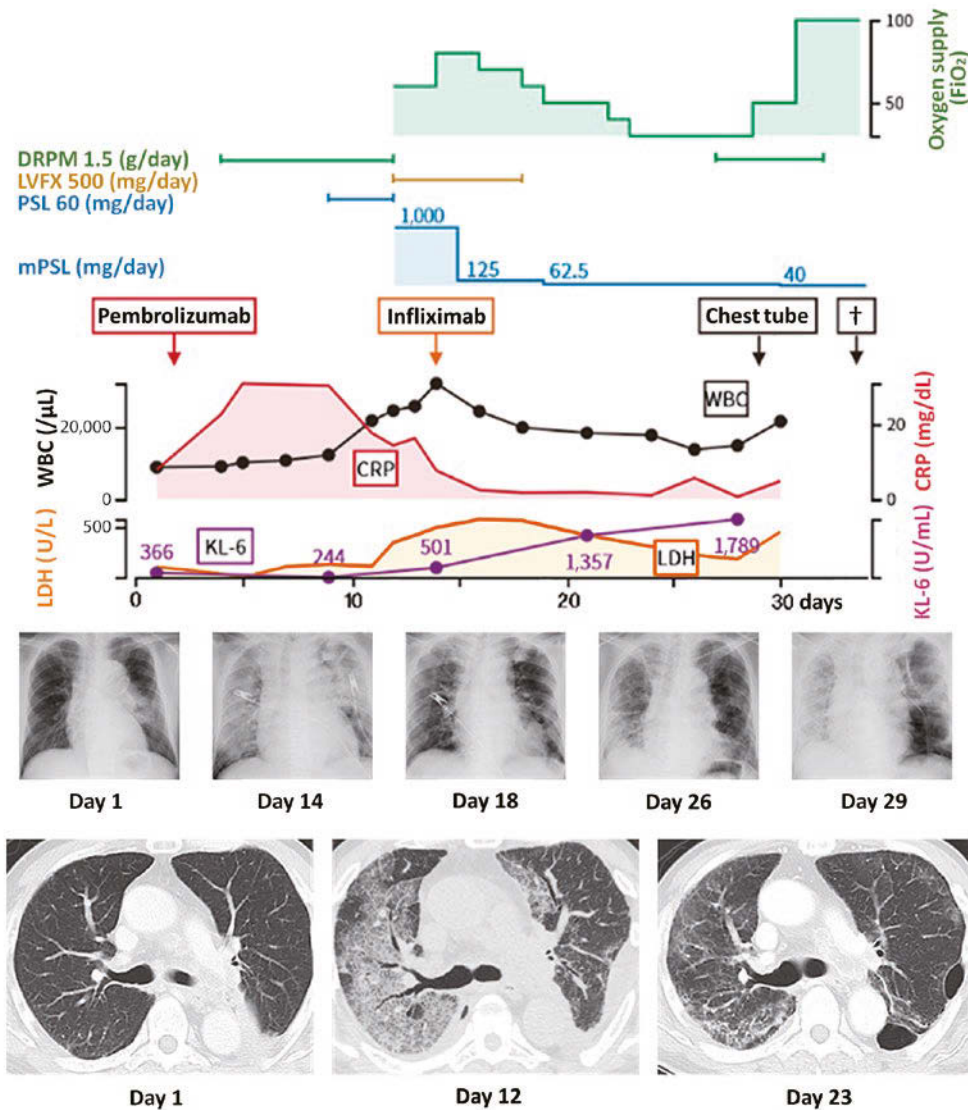 100
50
Oxygen supply
(FiO₂)
DRPM 1.5 (g/day)
LVFX 500 (mg/day)
PSL 60 (mg/day)
1,000
mPSL (mg/day)
125
62.5
40
Pembrolizumab
Infliximab
Chest tube
†
WBC (/μL)
20,000
0
WBC
CRP
20
0
CRP (mg/dL)
LDH (U/L)
500
366
KL-6
244
501
1,357
LDH
1,789
KL-6 (U/mL)
0
10
20
30 days
Day 1
Day 14
Day 18
Day 26
Day 29
Day 1
Day 12
Day 23